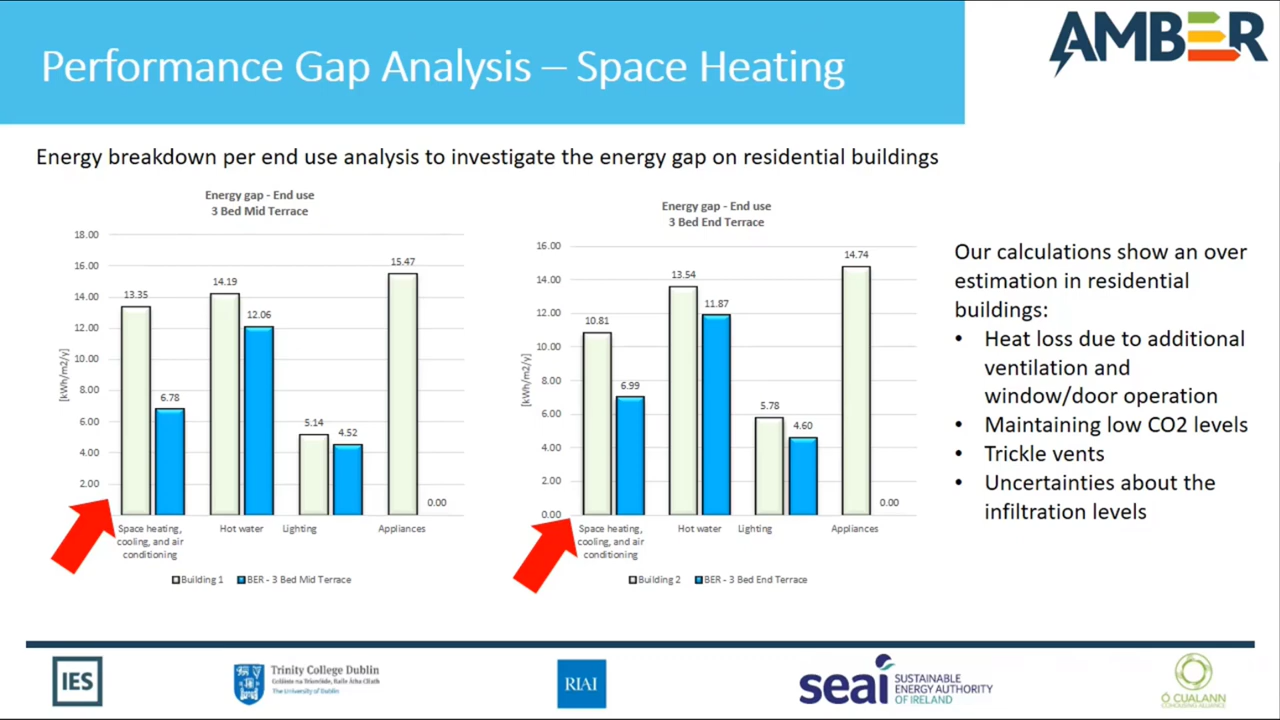 Performance Gap Analysis – Space Heating
AMBER
Energy breakdown per end use analysis to investigate the energy gap on residential buildings
Energy gap - End use
3 Bed Mid Terrace
18.00
16.00
14.00
12.00
10.00
8.00
6.00
4.00
2.00
[kWh/m2/y]
13.35
6.78
14.19
12.06
5.14
4.52
15.47
0.00
Space heating,
cooling, and air
conditioning
Hot water
Lighting
Appliances
Building 1
BER - 3 Bed Mid Terrace
Energy gap - End use
3 Bed End Terrace
16.00
14.00
12.00
10.00
8.00
6.00
4.00
2.00
0.00
[kWh/m2/y]
10.81
6.99
13.54
11.87
5.78
4.60
14.74
0.00
Space heating,
cooling, and air
conditioning
Hot water
Lighting
Appliances
Building 2
BER - 3 Bed End Terrace
Our calculations show an over
estimation in residential
buildings:
• Heat loss due to additional
ventilation and
window/door operation
• Maintaining low CO2 levels
• Trickle vents
• Uncertainties about the
infiltration levels
IES
Trinity College Dublin
Coláiste na Tríonóide, Baile Átha Cliath
The University of Dublin
RIAI
seai
SUSTAINABLE
ENERGY AUTHORITY
OF IRELAND
Ó CUALANN
COHOUSING ALLIANCE